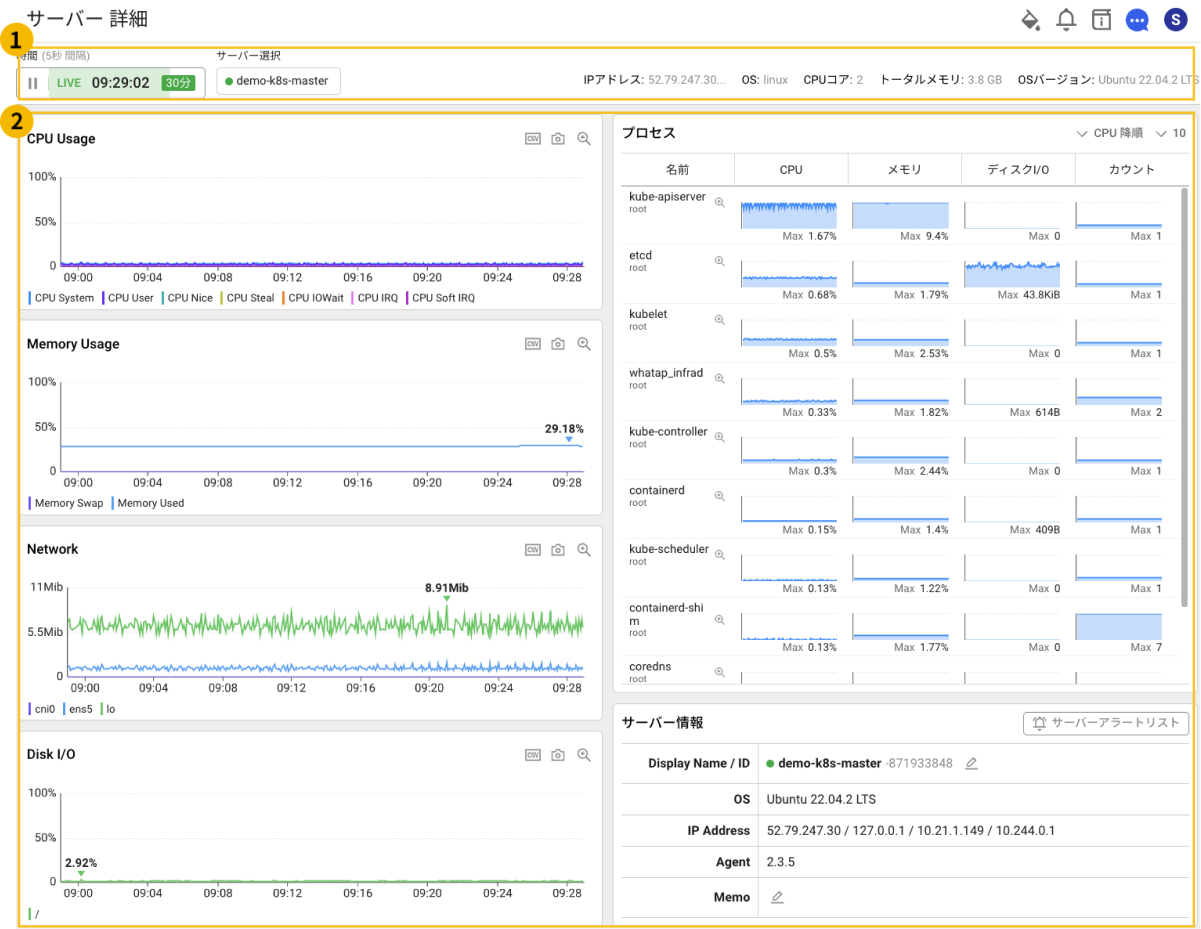 サーバー 詳細
S
1
時間 (5秒 間隔)
サーバー選択
LIVE 09:29:02 30分
demo-k8s-master
IPアドレス: 52.79.247.30... OS: linux CPUコア: 2 トータルメモリ: 3.8 GB OSバージョン: Ubuntu 22.04.2 LTS
2
CPU Usage
CSV
100%
50%
0
09:00 09:04 09:08 09:12 09:16 09:20 09:24 09:28
CPU System CPU User CPU Nice CPU Steal CPU IOWait CPU IRQ CPU Soft IRQ
Memory Usage
CSV
100%
50%
29.18%
0
09:00 09:04 09:08 09:12 09:16 09:20 09:24 09:28
Memory Swap Memory Used
Network
CSV
11Mib
8.91Mib
5.5Mib
0
09:00 09:04 09:08 09:12 09:16 09:20 09:24 09:28
cni0 ens5 lo
Disk I/O
CSV
100%
50%
2.92%
0
09:00 09:04 09:08 09:12 09:16 09:20 09:24 09:28
/
プロセス
CPU 降順 10
名前 CPU メモリ ディスクI/O カウント
kube-apiserver
root
Max 1.67% Max 9.4% Max 0 Max 1
etcd
root
Max 0.68% Max 1.79% Max 43.8KiB Max 1
kubelet
root
Max 0.5% Max 2.53% Max 0 Max 1
whatap_infrad
root
Max 0.33% Max 1.82% Max 614B Max 2
kube-controller
root
Max 0.3% Max 2.44% Max 0 Max 1
containerd
root
Max 0.15% Max 1.4% Max 409B Max 1
kube-scheduler
root
Max 0.13% Max 1.22% Max 0 Max 1
containerd-shi
m
root
Max 0.13% Max 1.77% Max 0 Max 7
coredns
root
サーバー情報
サーバーアラートリスト
Display Name / ID demo-k8s-master -871933848
OS Ubuntu 22.04.2 LTS
IP Address 52.79.247.30 / 127.0.0.1 / 10.21.1.149 / 10.244.0.1
Agent 2.3.5
Memo